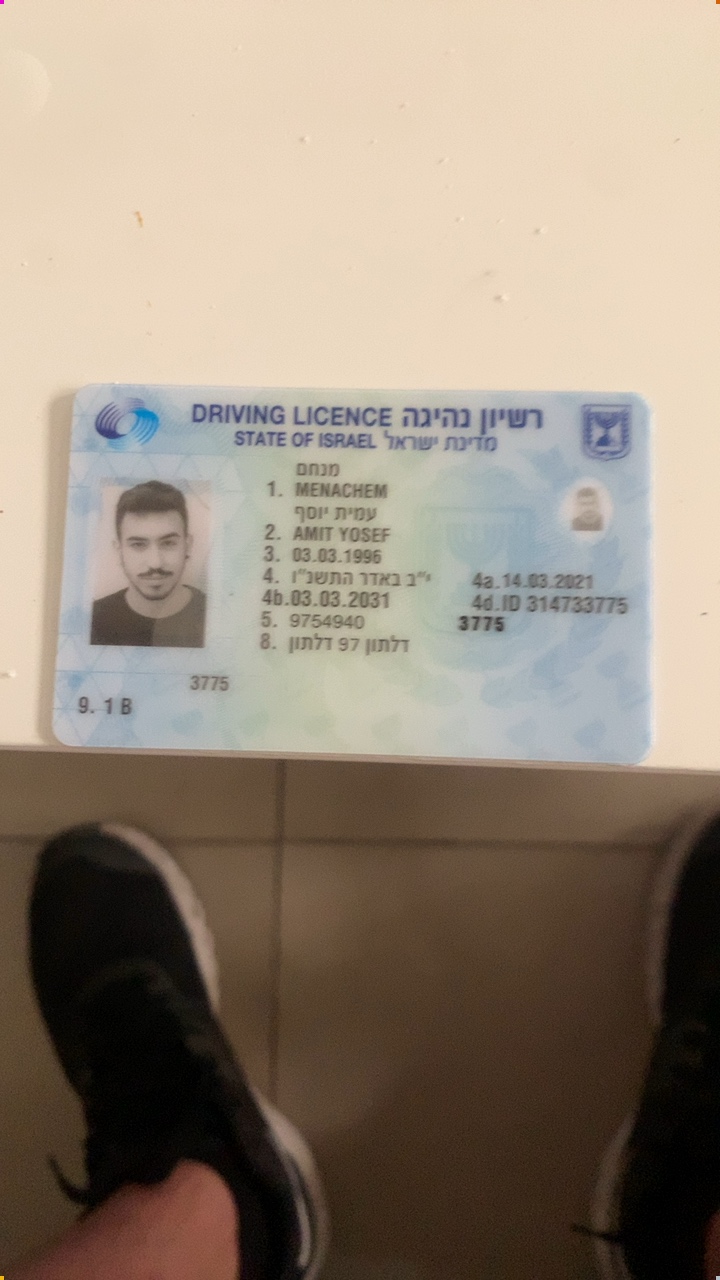 DRIVING LICENCE רשיון נהיגה
STATE OF ISRAEL מדינת ישראל
מנחם
1. MENACHEM
עמית יוסף
2. AMIT YOSEF
3. 03.03.1996
4. י"ב באדר התשנ"ו 4a.14.03.2021
4b.03.03.2031 4d.ID 314733775
5. 9754940 3775
8. דלתון 97 דלתון
3775
9. 1 B